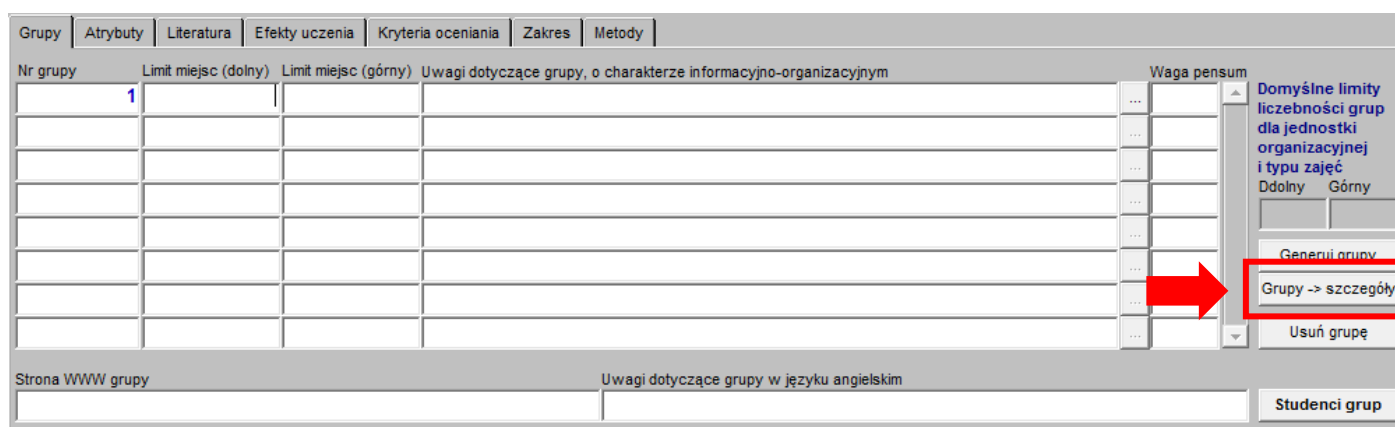 Grupy Atrybuty Literatura Efekty uczenia Kryteria oceniania Zakres Metody
Nr grupy Limit miejsc (dolny) Limit miejsc (górny) Uwagi dotyczące grupy, o charakterze informacyjno-organizacyjnym Waga pensum
1 ...
Domyślne limity
liczebności grup
dla jednostki
organizacyjnej
i typu zajęć
Ddolny Górny
Generuj grupy
Grupy -> szczegóły
Usuń grupę
Strona WWW grupy Uwagi dotyczące grupy w języku angielskim
Studenci grup